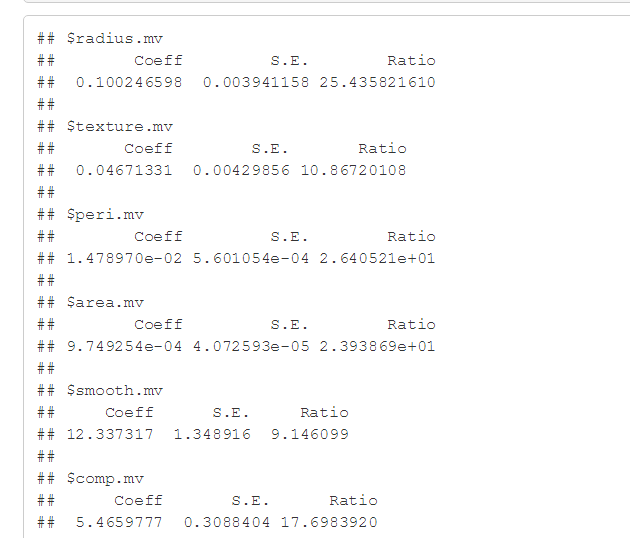 ## $radius.mv
##        Coeff         S.E.        Ratio
##  0.100246598  0.003941158 25.435821610
##
## $texture.mv
##       Coeff        S.E.       Ratio
##  0.04671331  0.00429856 10.86720108
##
## $peri.mv
##        Coeff         S.E.        Ratio
## 1.478970e-02 5.601054e-04 2.640521e+01
##
## $area.mv
##        Coeff         S.E.        Ratio
## 9.749254e-04 4.072593e-05 2.393869e+01
##
## $smooth.mv
##     Coeff      S.E.     Ratio
## 12.337317  1.348916  9.146099
##
## $comp.mv
##      Coeff       S.E.      Ratio
##  5.4659777  0.3088404 17.6983920